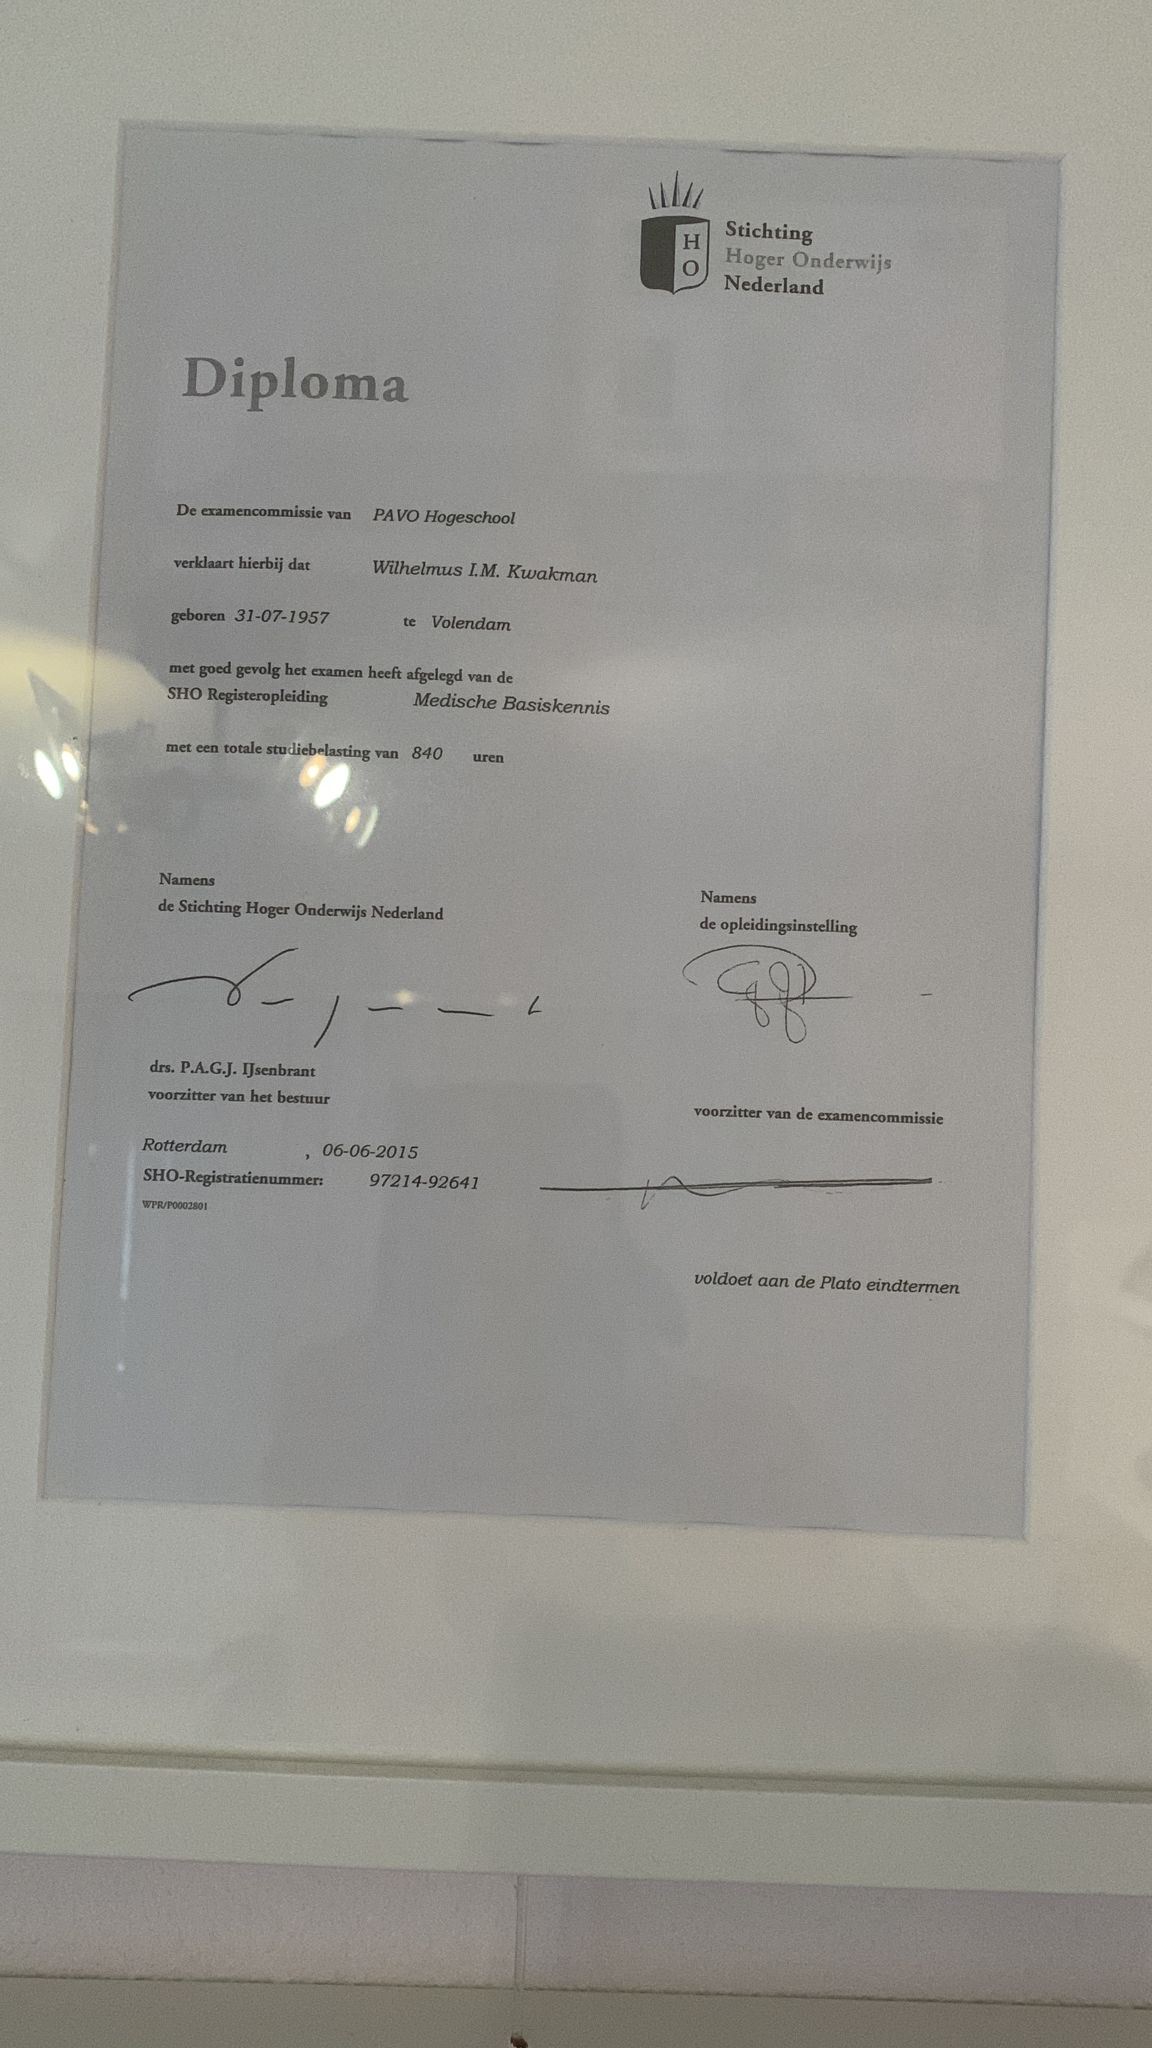 H
O
Stichting
Hoger Onderwijs
Nederland
Diploma
De examencommissie van PAVO Hogeschool
verklaart hierbij dat Wilhelmus I.M. Kwakman
geboren 31-07-1957 te Volendam
met goed gevolg het examen heeft afgelegd van de
SHO Registeropleiding Medische Basiskennis
met een totale studiebelasting van 840 uren
Namens
de Stichting Hoger Onderwijs Nederland
drs. P.A.G.J. IJsenbrant
voorzitter van het bestuur
Namens
de opleidingsinstelling
voorzitter van de examencommissie
Rotterdam , 06-06-2015
SHO-Registratienummer: 97214-92641
WPR/P0002801
voldoet aan de Plato eindtermen